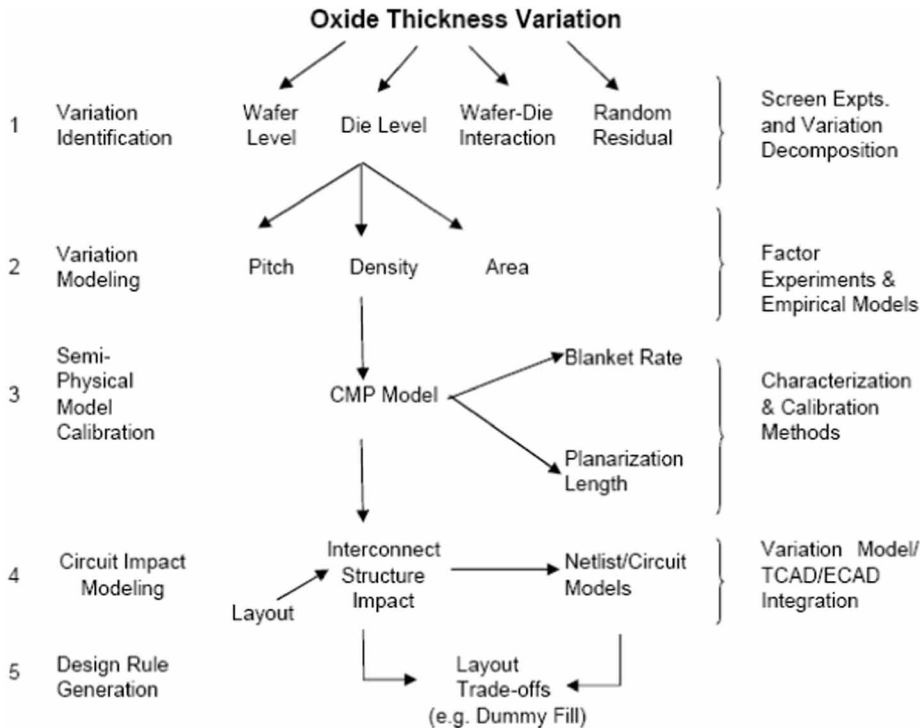 Oxide Thickness Variation
1
Variation
Identification
Wafer
Level
Die Level
Wafer-Die
Interaction
Random
Residual
Screen Expts.
and Variation
Decomposition
2
Variation
Modeling
Pitch
Density
Area
Factor
Experiments &
Empirical Models
3
Semi-
Physical
Model
Calibration
CMP Model
Blanket Rate
Planarization
Length
Characterization
& Calibration
Methods
4
Circuit Impact
Modeling
Layout
Interconnect
Structure
Impact
Netlist/Circuit
Models
Variation Model/
TCAD/ECAD
Integration
5
Design Rule
Generation
Layout
Trade-offs
(e.g. Dummy Fill)